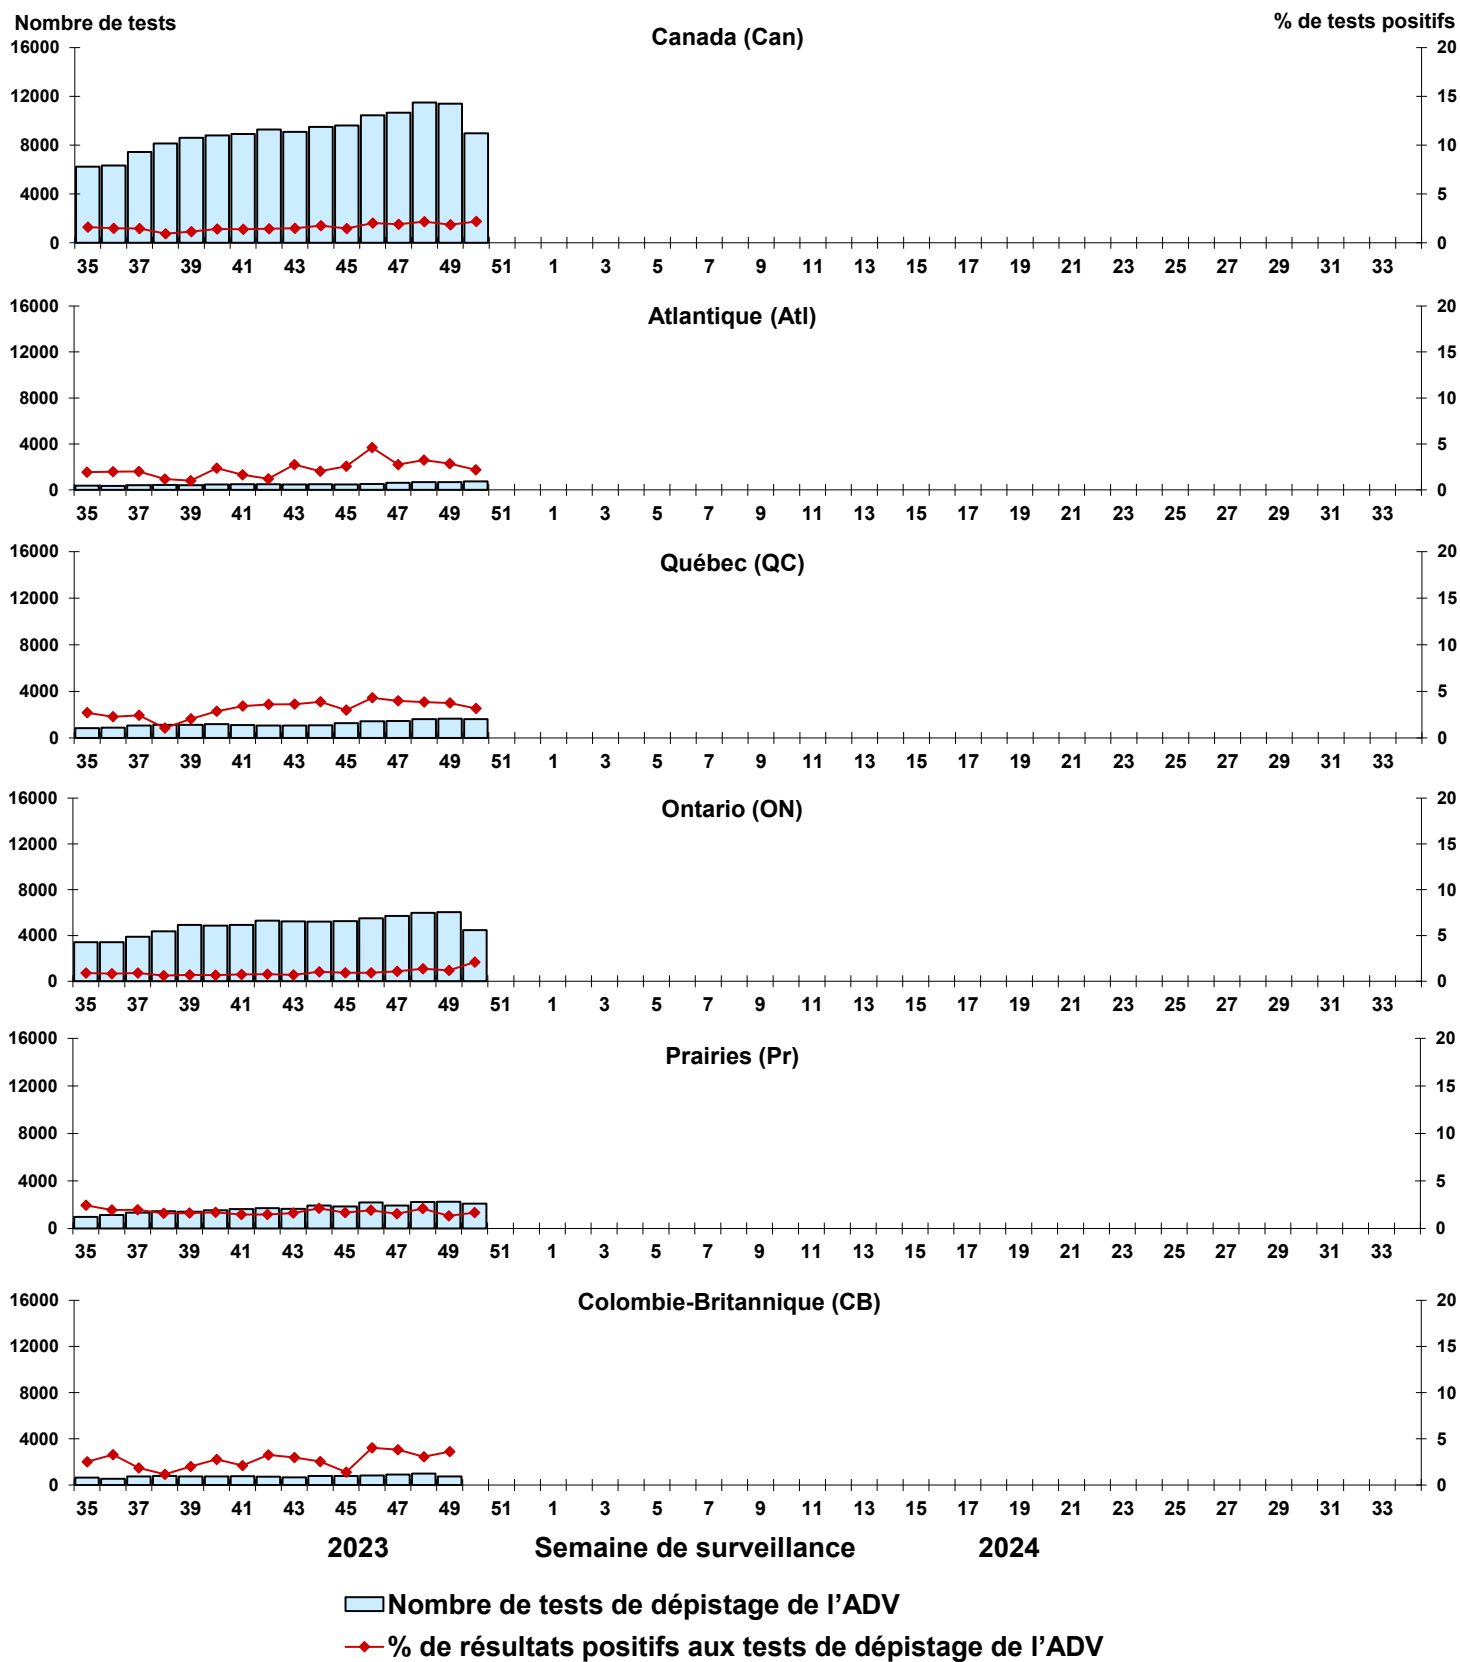 Nombre de tests % de tests positifs
Canada (Can)
16000 20
12000 15
8000 10
4000 5
0 0
35 37 39 41 43 45 47 49 51 1 3 5 7 9 11 13 15 17 19 21 23 25 27 29 31 33
Atlantique (Atl)
16000 20
12000 15
8000 10
4000 5
0 0
35 37 39 41 43 45 47 49 51 1 3 5 7 9 11 13 15 17 19 21 23 25 27 29 31 33
Québec (QC)
16000 20
12000 15
8000 10
4000 5
0 0
35 37 39 41 43 45 47 49 51 1 3 5 7 9 11 13 15 17 19 21 23 25 27 29 31 33
Ontario (ON)
16000 20
12000 15
8000 10
4000 5
0 0
35 37 39 41 43 45 47 49 51 1 3 5 7 9 11 13 15 17 19 21 23 25 27 29 31 33
Prairies (Pr)
16000 20
12000 15
8000 10
4000 5
0 0
35 37 39 41 43 45 47 49 51 1 3 5 7 9 11 13 15 17 19 21 23 25 27 29 31 33
Colombie-Britannique (CB)
16000 20
12000 15
8000 10
4000 5
0 0
35 37 39 41 43 45 47 49 51 1 3 5 7 9 11 13 15 17 19 21 23 25 27 29 31 33
2023 Semaine de surveillance 2024
Nombre de tests de dépistage de l’ADV
% de résultats positifs aux tests de dépistage de l’ADV